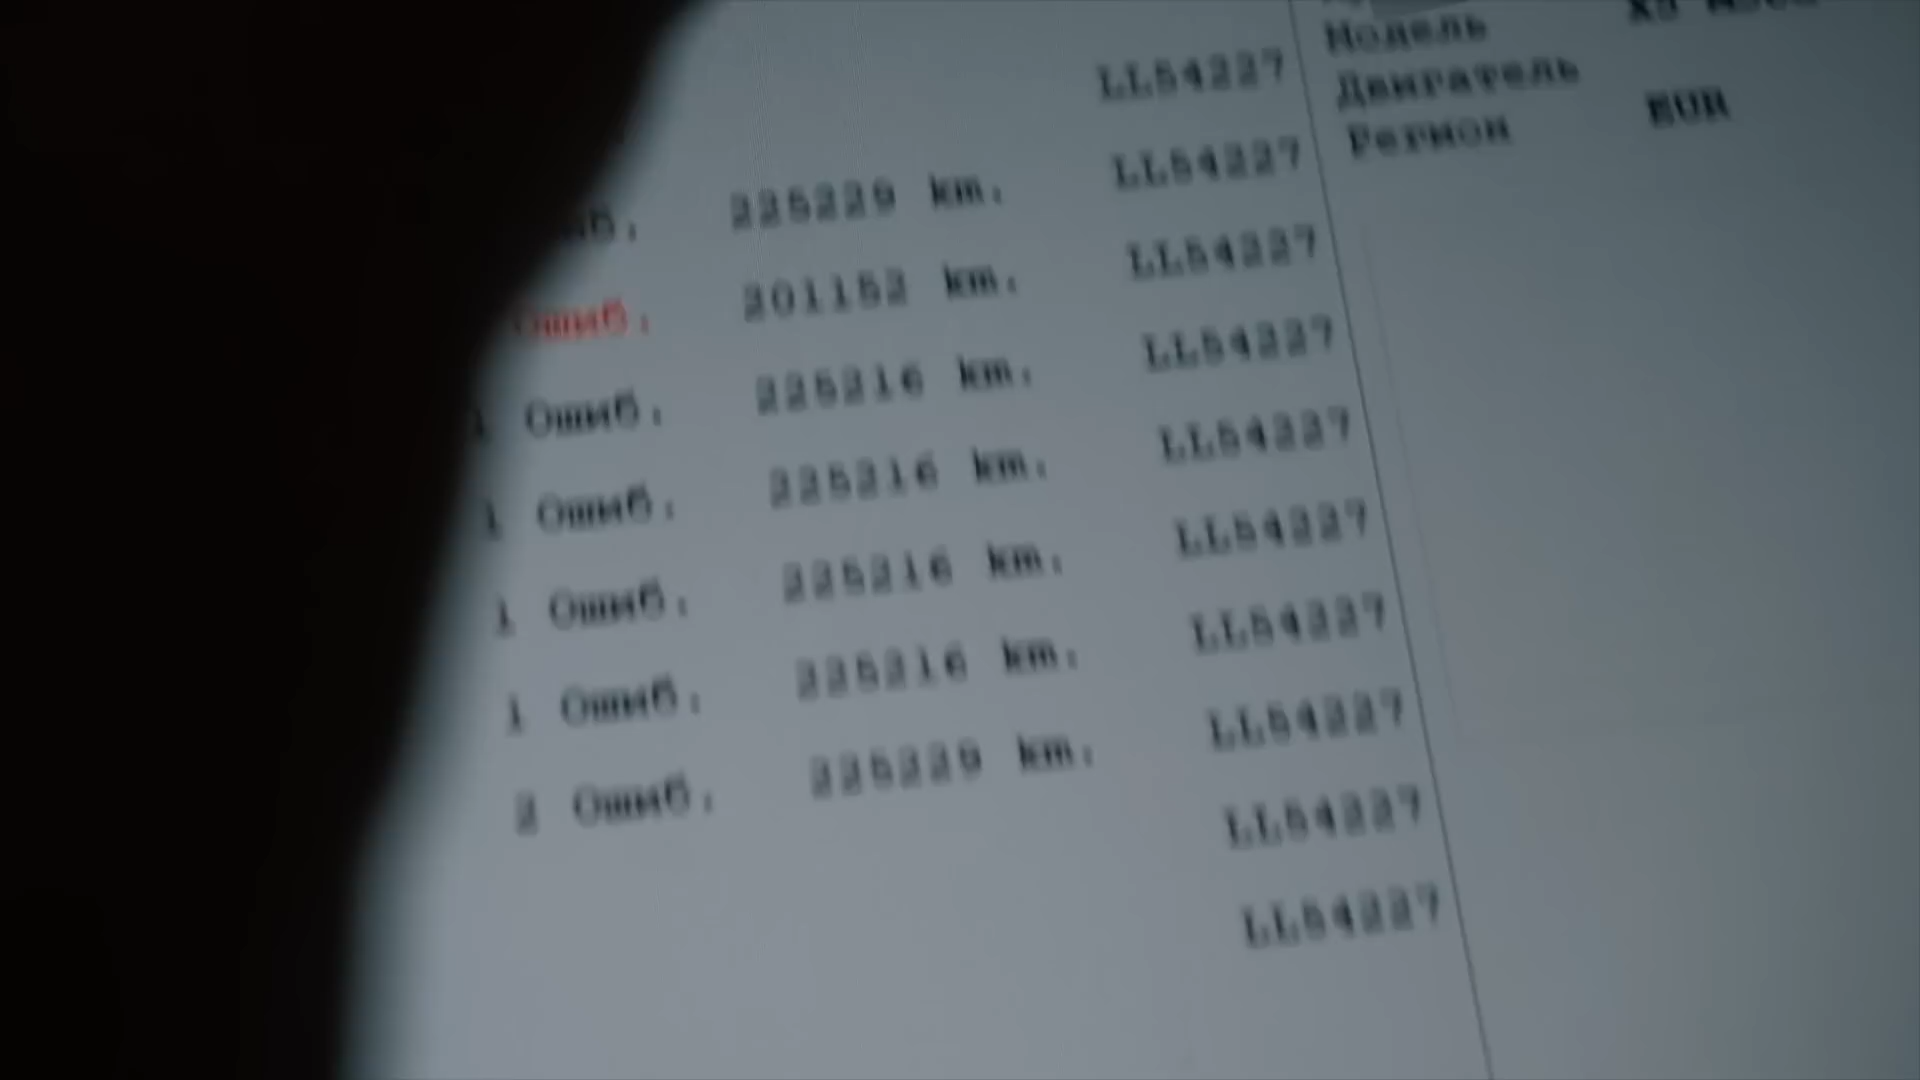 LL54227
225229 km. LL54227
Ошиб. 201152 km. LL54227
1 Ошиб. 225216 km. LL54227
1 Ошиб. 225216 km. LL54227
1 Ошиб. 225216 km. LL54227
1 Ошиб. 225216 km. LL54227
2 Ошиб. 225229 km. LL54227
LL54227
LL54227
Модель X5
Двигатель
Регион EUR